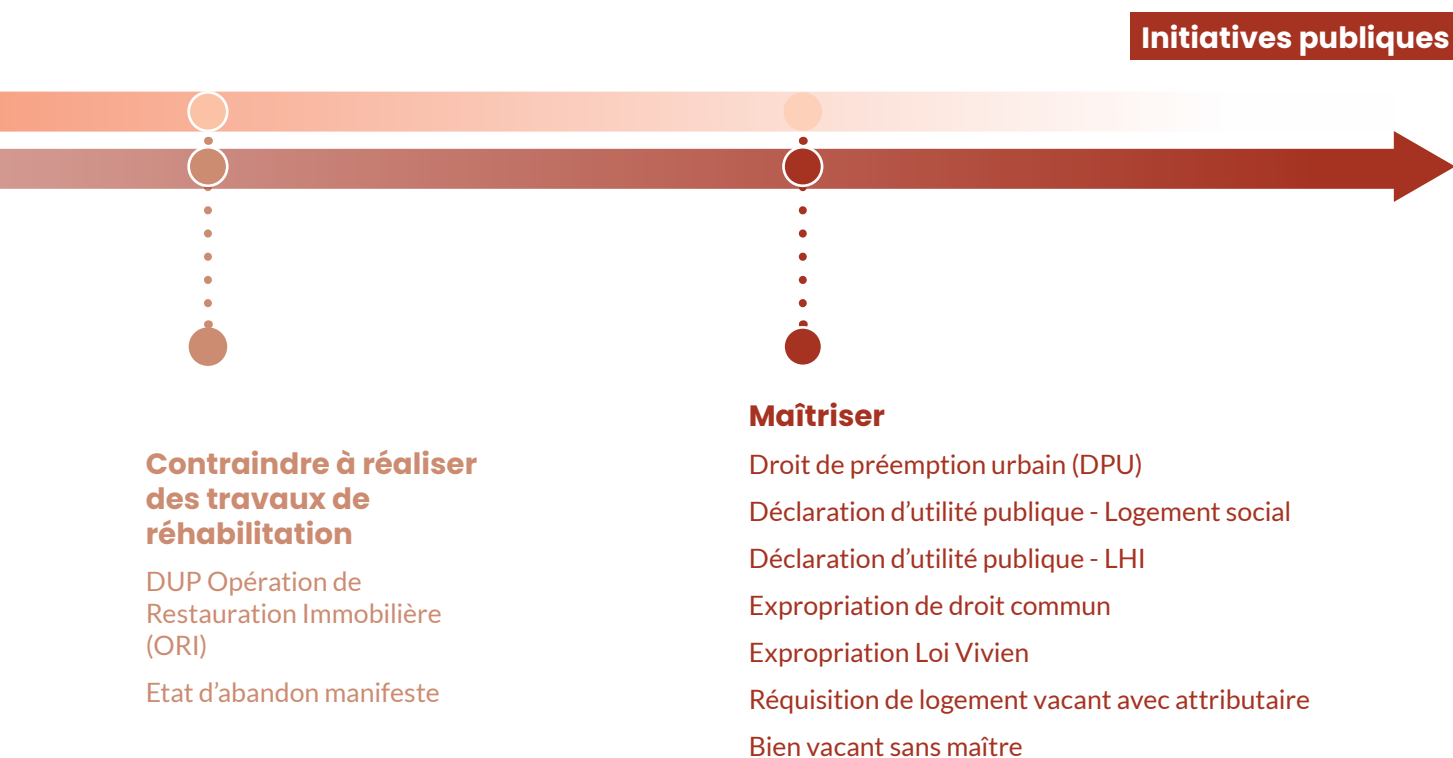 Initiatives publiques
Contraindre à réaliser
des travaux de
réhabilitation
DUP Opération de
Restauration Immobilière
(ORI)
Etat d’abandon manifeste
Maîtriser
Droit de préemption urbain (DPU)
Déclaration d’utilité publique - Logement social
Déclaration d’utilité publique - LHI
Expropriation de droit commun
Expropriation Loi Vivien
Réquisition de logement vacant avec attributaire
Bien vacant sans maître